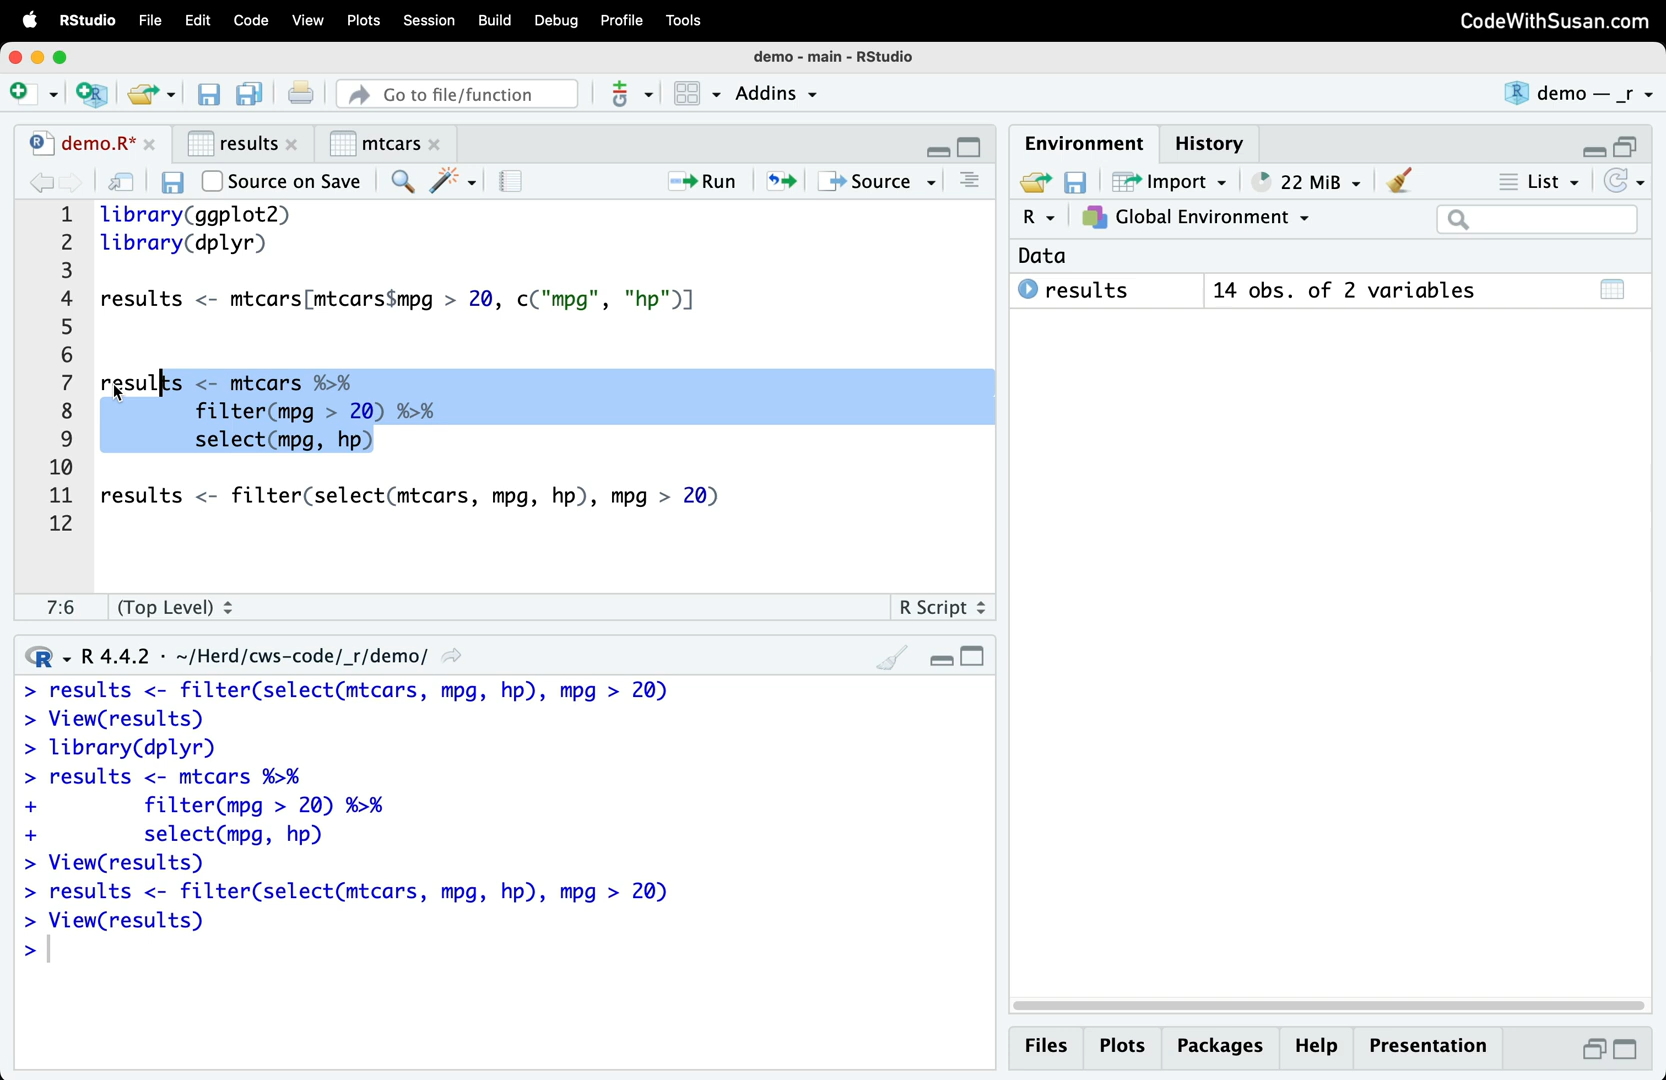 RStudio File Edit Code View Plots Session Build Debug Profile Tools CodeWithSusan.com
demo - main - RStudio
Go to file/function Addins demo — _r
demo.R* results mtcars
Source on Save Run Source
1 library(ggplot2)
2 library(dplyr)
3
4 results <- mtcars[mtcars$mpg > 20, c("mpg", "hp")]
5
6
7 results <- mtcars %>%
8 filter(mpg > 20) %>%
9 select(mpg, hp)
10
11 results <- filter(select(mtcars, mpg, hp), mpg > 20)
12
7:6 (Top Level) R Script
R 4.4.2 · ~/Herd/cws-code/_r/demo/
> results <- filter(select(mtcars, mpg, hp), mpg > 20)
> View(results)
> library(dplyr)
> results <- mtcars %>%
+ filter(mpg > 20) %>%
+ select(mpg, hp)
> View(results)
> results <- filter(select(mtcars, mpg, hp), mpg > 20)
> View(results)
>
Environment History
Import 22 MiB List
R Global Environment
Data
results 14 obs. of 2 variables
Files Plots Packages Help Presentation